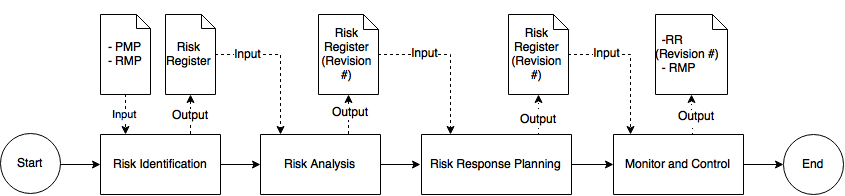 - PMP
- RMP
Risk
Register
Input
Risk
Register
(Revision
#)
Input
Risk
Register
(Revision
#)
Input
-RR
(Revision #)
- RMP
Input
Output
Output
Output
Output
Start
Risk Identification
Risk Analysis
Risk Response Planning
Monitor and Control
End